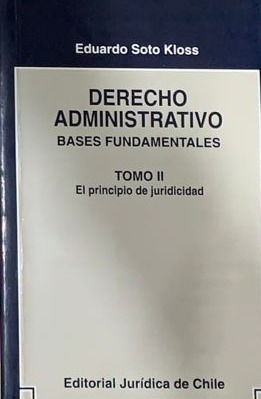 Eduardo Soto Kloss
DERECHO
ADMINISTRATIVO
BASES FUNDAMENTALES
TOMO II
El principio de juridicidad
Editorial Jurídica de Chile